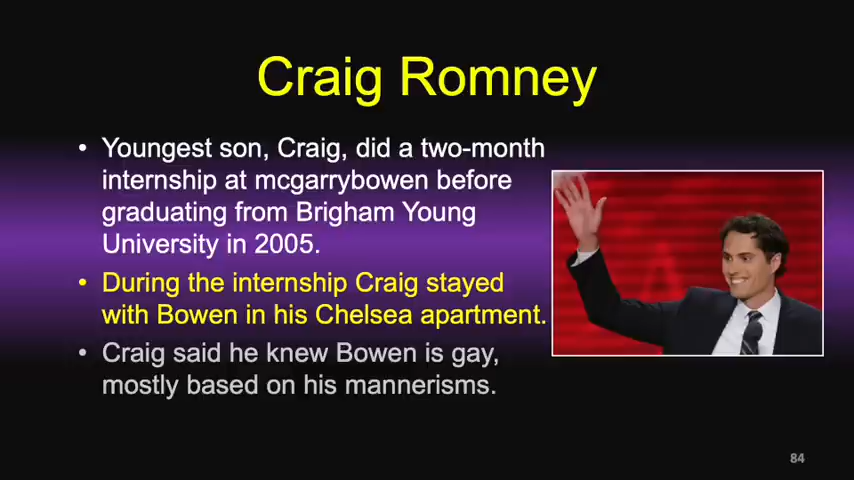 Craig Romney
• Youngest son, Craig, did a two-month
internship at mcgarrybowen before
graduating from Brigham Young
University in 2005.
• During the internship Craig stayed
with Bowen in his Chelsea apartment.
• Craig said he knew Bowen is gay,
mostly based on his mannerisms.
84